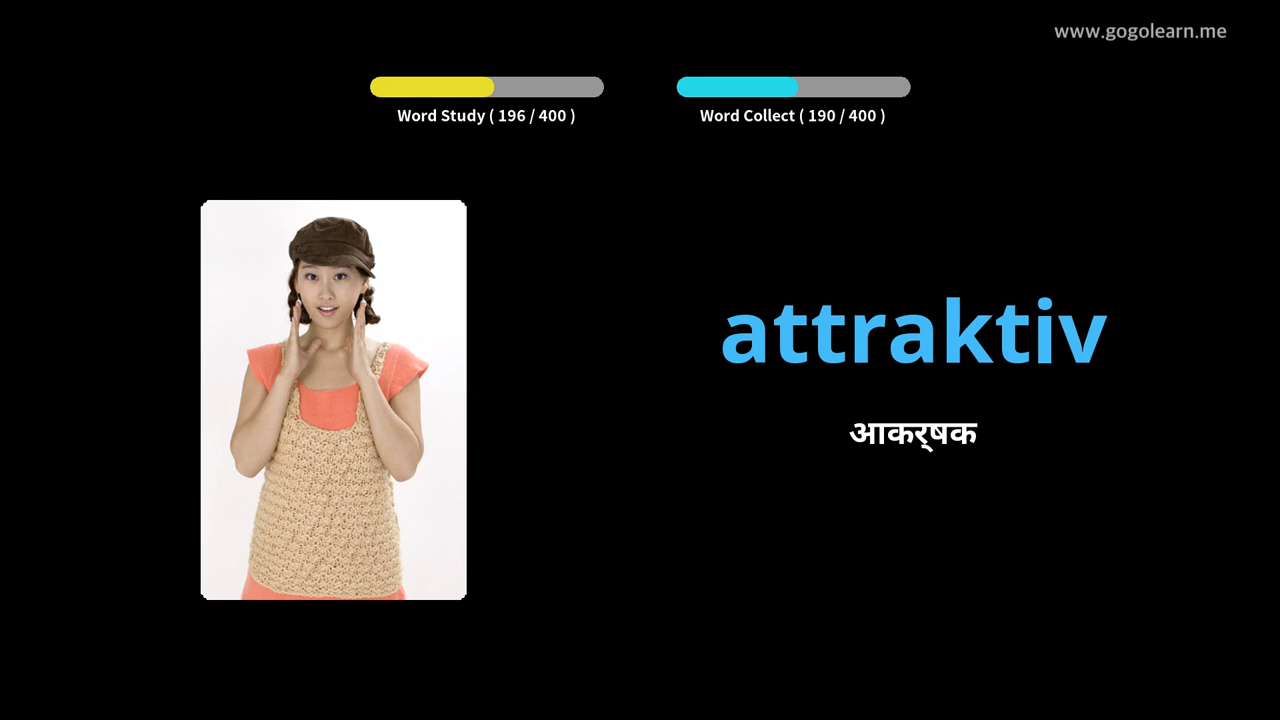 www.gogolearn.me
Word Study ( 196 / 400 )
Word Collect ( 190 / 400 )
attraktiv
आकर्षक